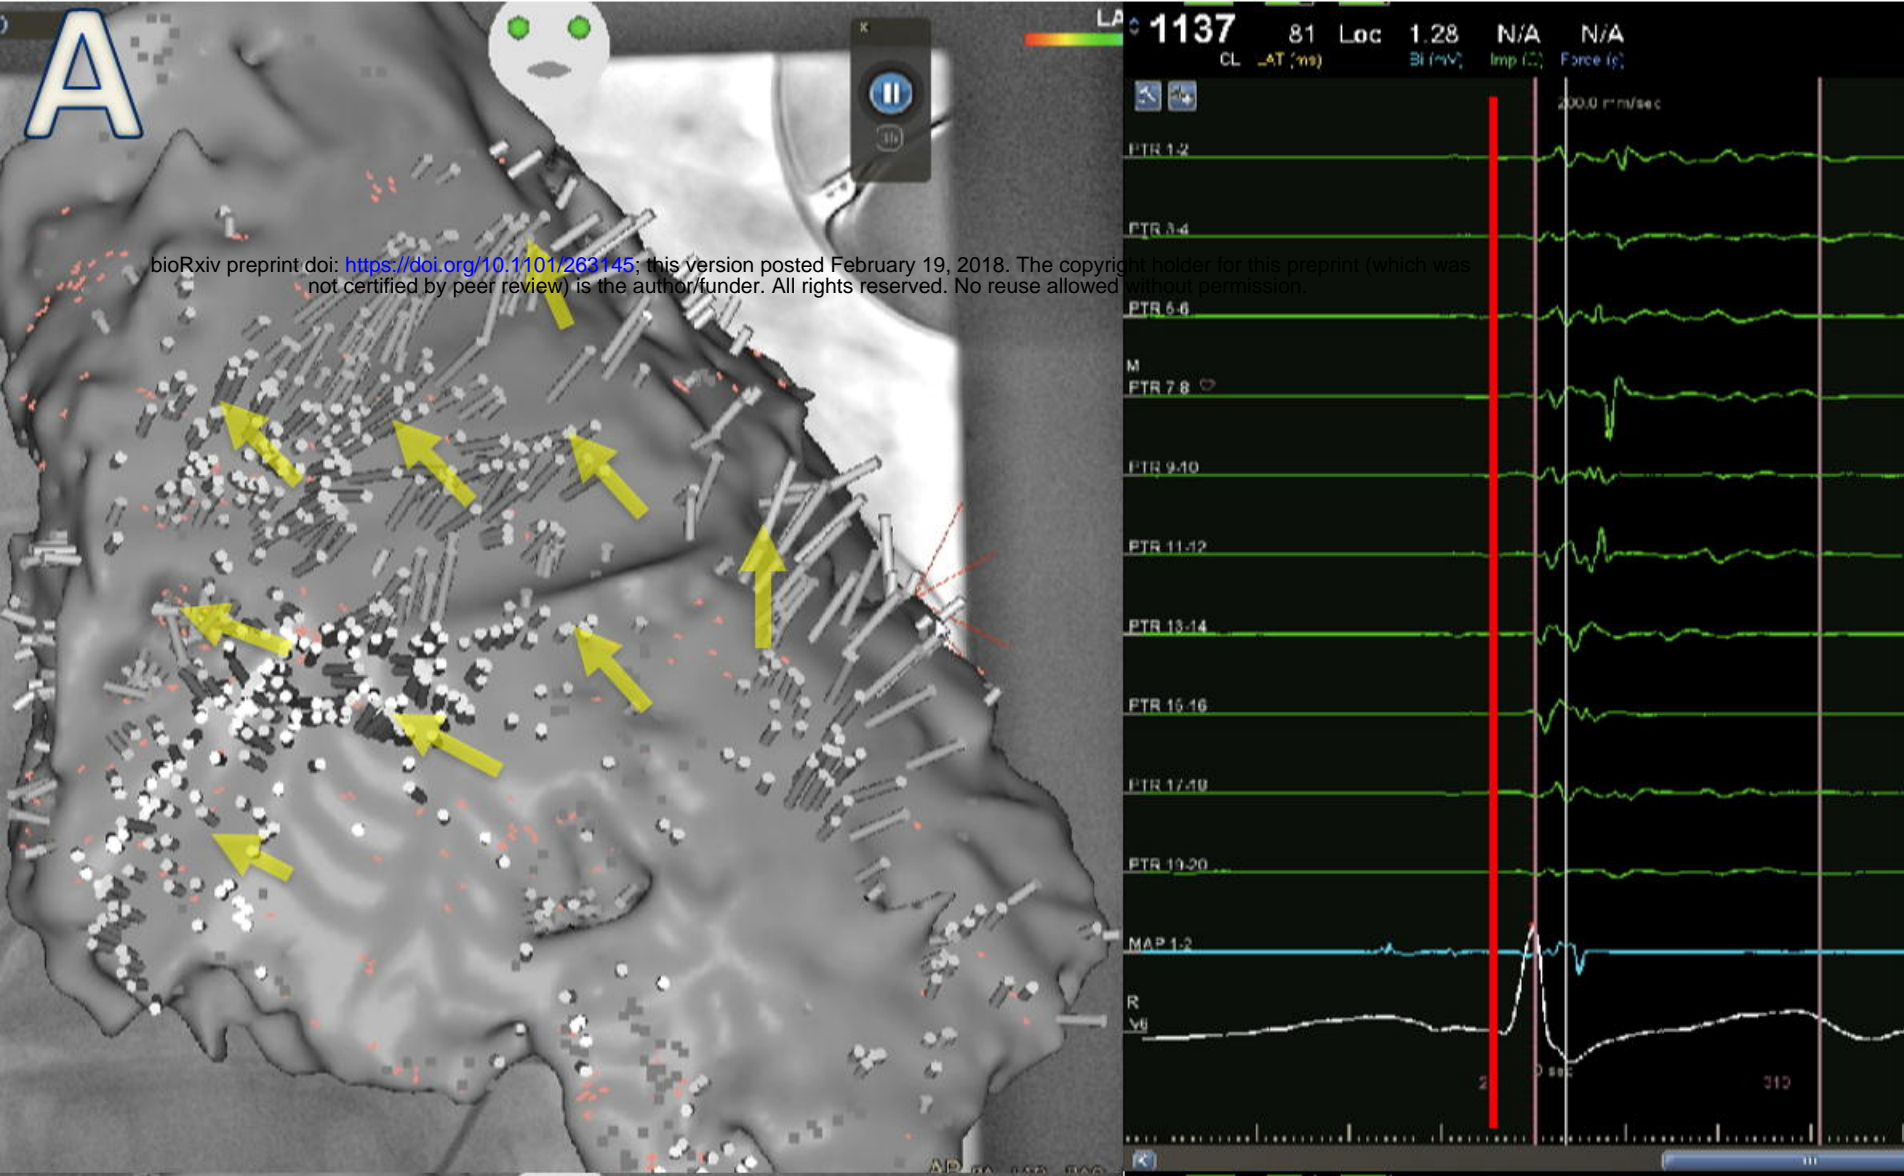 A
LA
1137 81 Loc 1.28 N/A N/A
CL LAT (ms) Bi (mV) Imp (Ω) Force (g)
200.0 mm/sec
PTR 1-2
PTR 3-4
bioRxiv preprint doi: https://doi.org/10.1101/263145; this version posted February 19, 2018. The copyright holder for this preprint (which was
not certified by peer review) is the author/funder. All rights reserved. No reuse allowed without permission.
PTR 5-6
M
PTR 7-8
PTR 9-10
PTR 11-12
PTR 13-14
PTR 15-16
PTR 17-18
PTR 19-20
MAP 1-2
R
V6
0 sec
310
AP